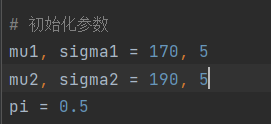 # 初始化参数
mu1, sigma1 = 170, 5
mu2, sigma2 = 190, 5
pi = 0.5